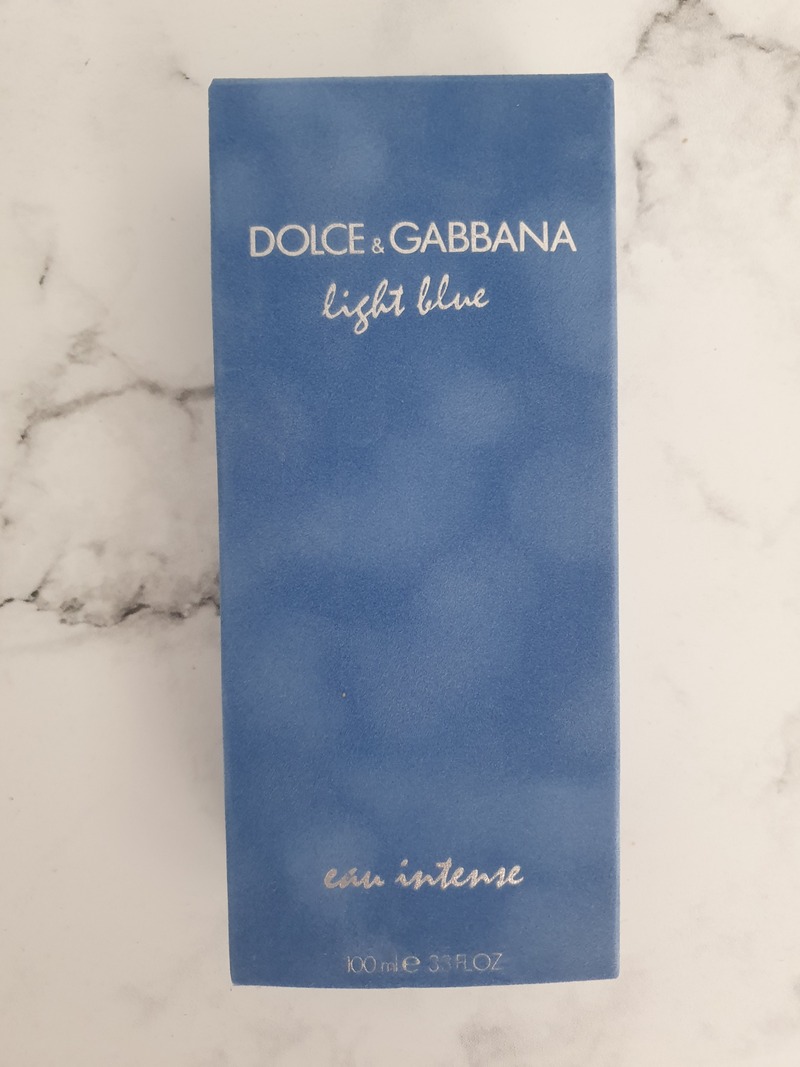 DOLCE & GABBANA
light blue
eau intense
100 ml e 3.3 FL.OZ